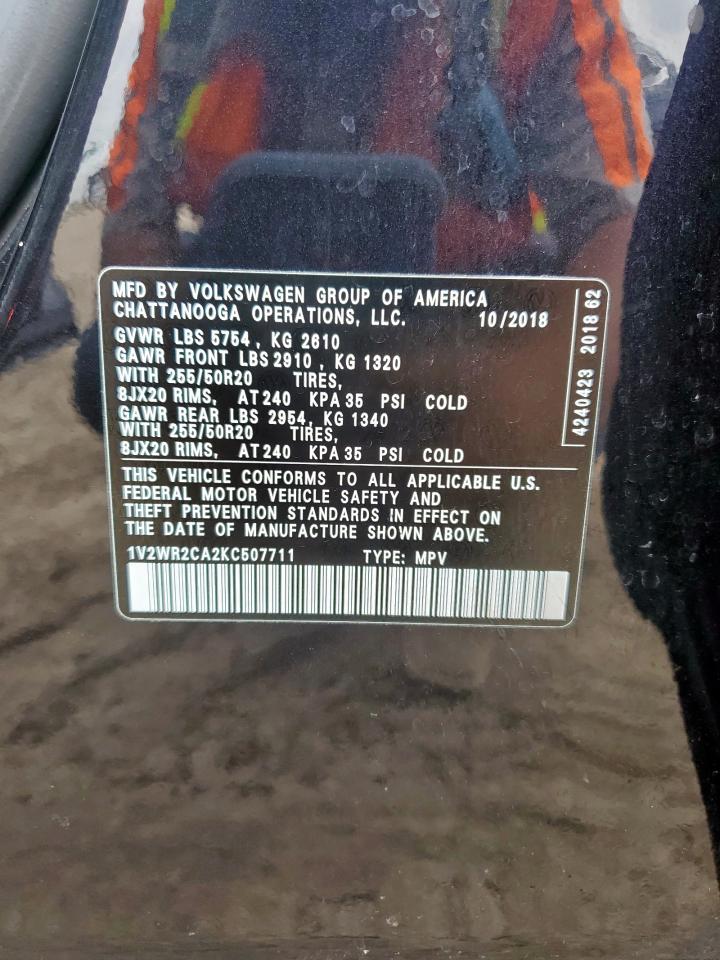 MFD BY VOLKSWAGEN GROUP OF AMERICA
CHATTANOOGA OPERATIONS, LLC. 10/2018
GVWR LBS 5754 , KG 2610
GAWR FRONT LBS 2910 , KG 1320
WITH 255/50R20 TIRES,
8JX20 RIMS, AT 240 KPA 35 PSI COLD
GAWR REAR LBS 2954, KG 1340
WITH 255/50R20 TIRES,
8JX20 RIMS, AT 240 KPA 35 PSI COLD
THIS VEHICLE CONFORMS TO ALL APPLICABLE U.S.
FEDERAL MOTOR VEHICLE SAFETY AND
THEFT PREVENTION STANDARDS IN EFFECT ON
THE DATE OF MANUFACTURE SHOWN ABOVE.
1V2WR2CA2KC507711 TYPE: MPV
4240423 2018 62